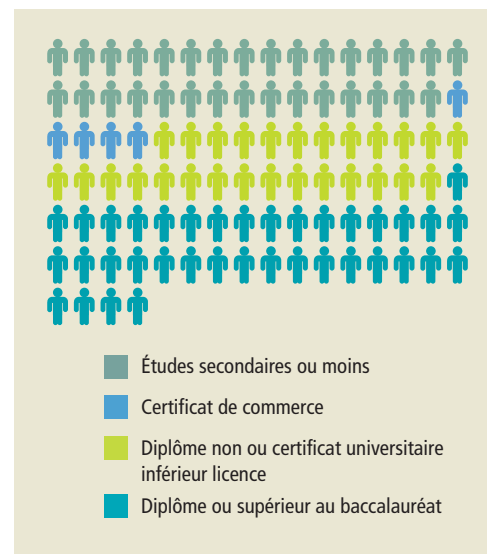 Études secondaires ou moins
Certificat de commerce
Diplôme non ou certificat universitaire
inférieur licence
Diplôme ou supérieur au baccalauréat